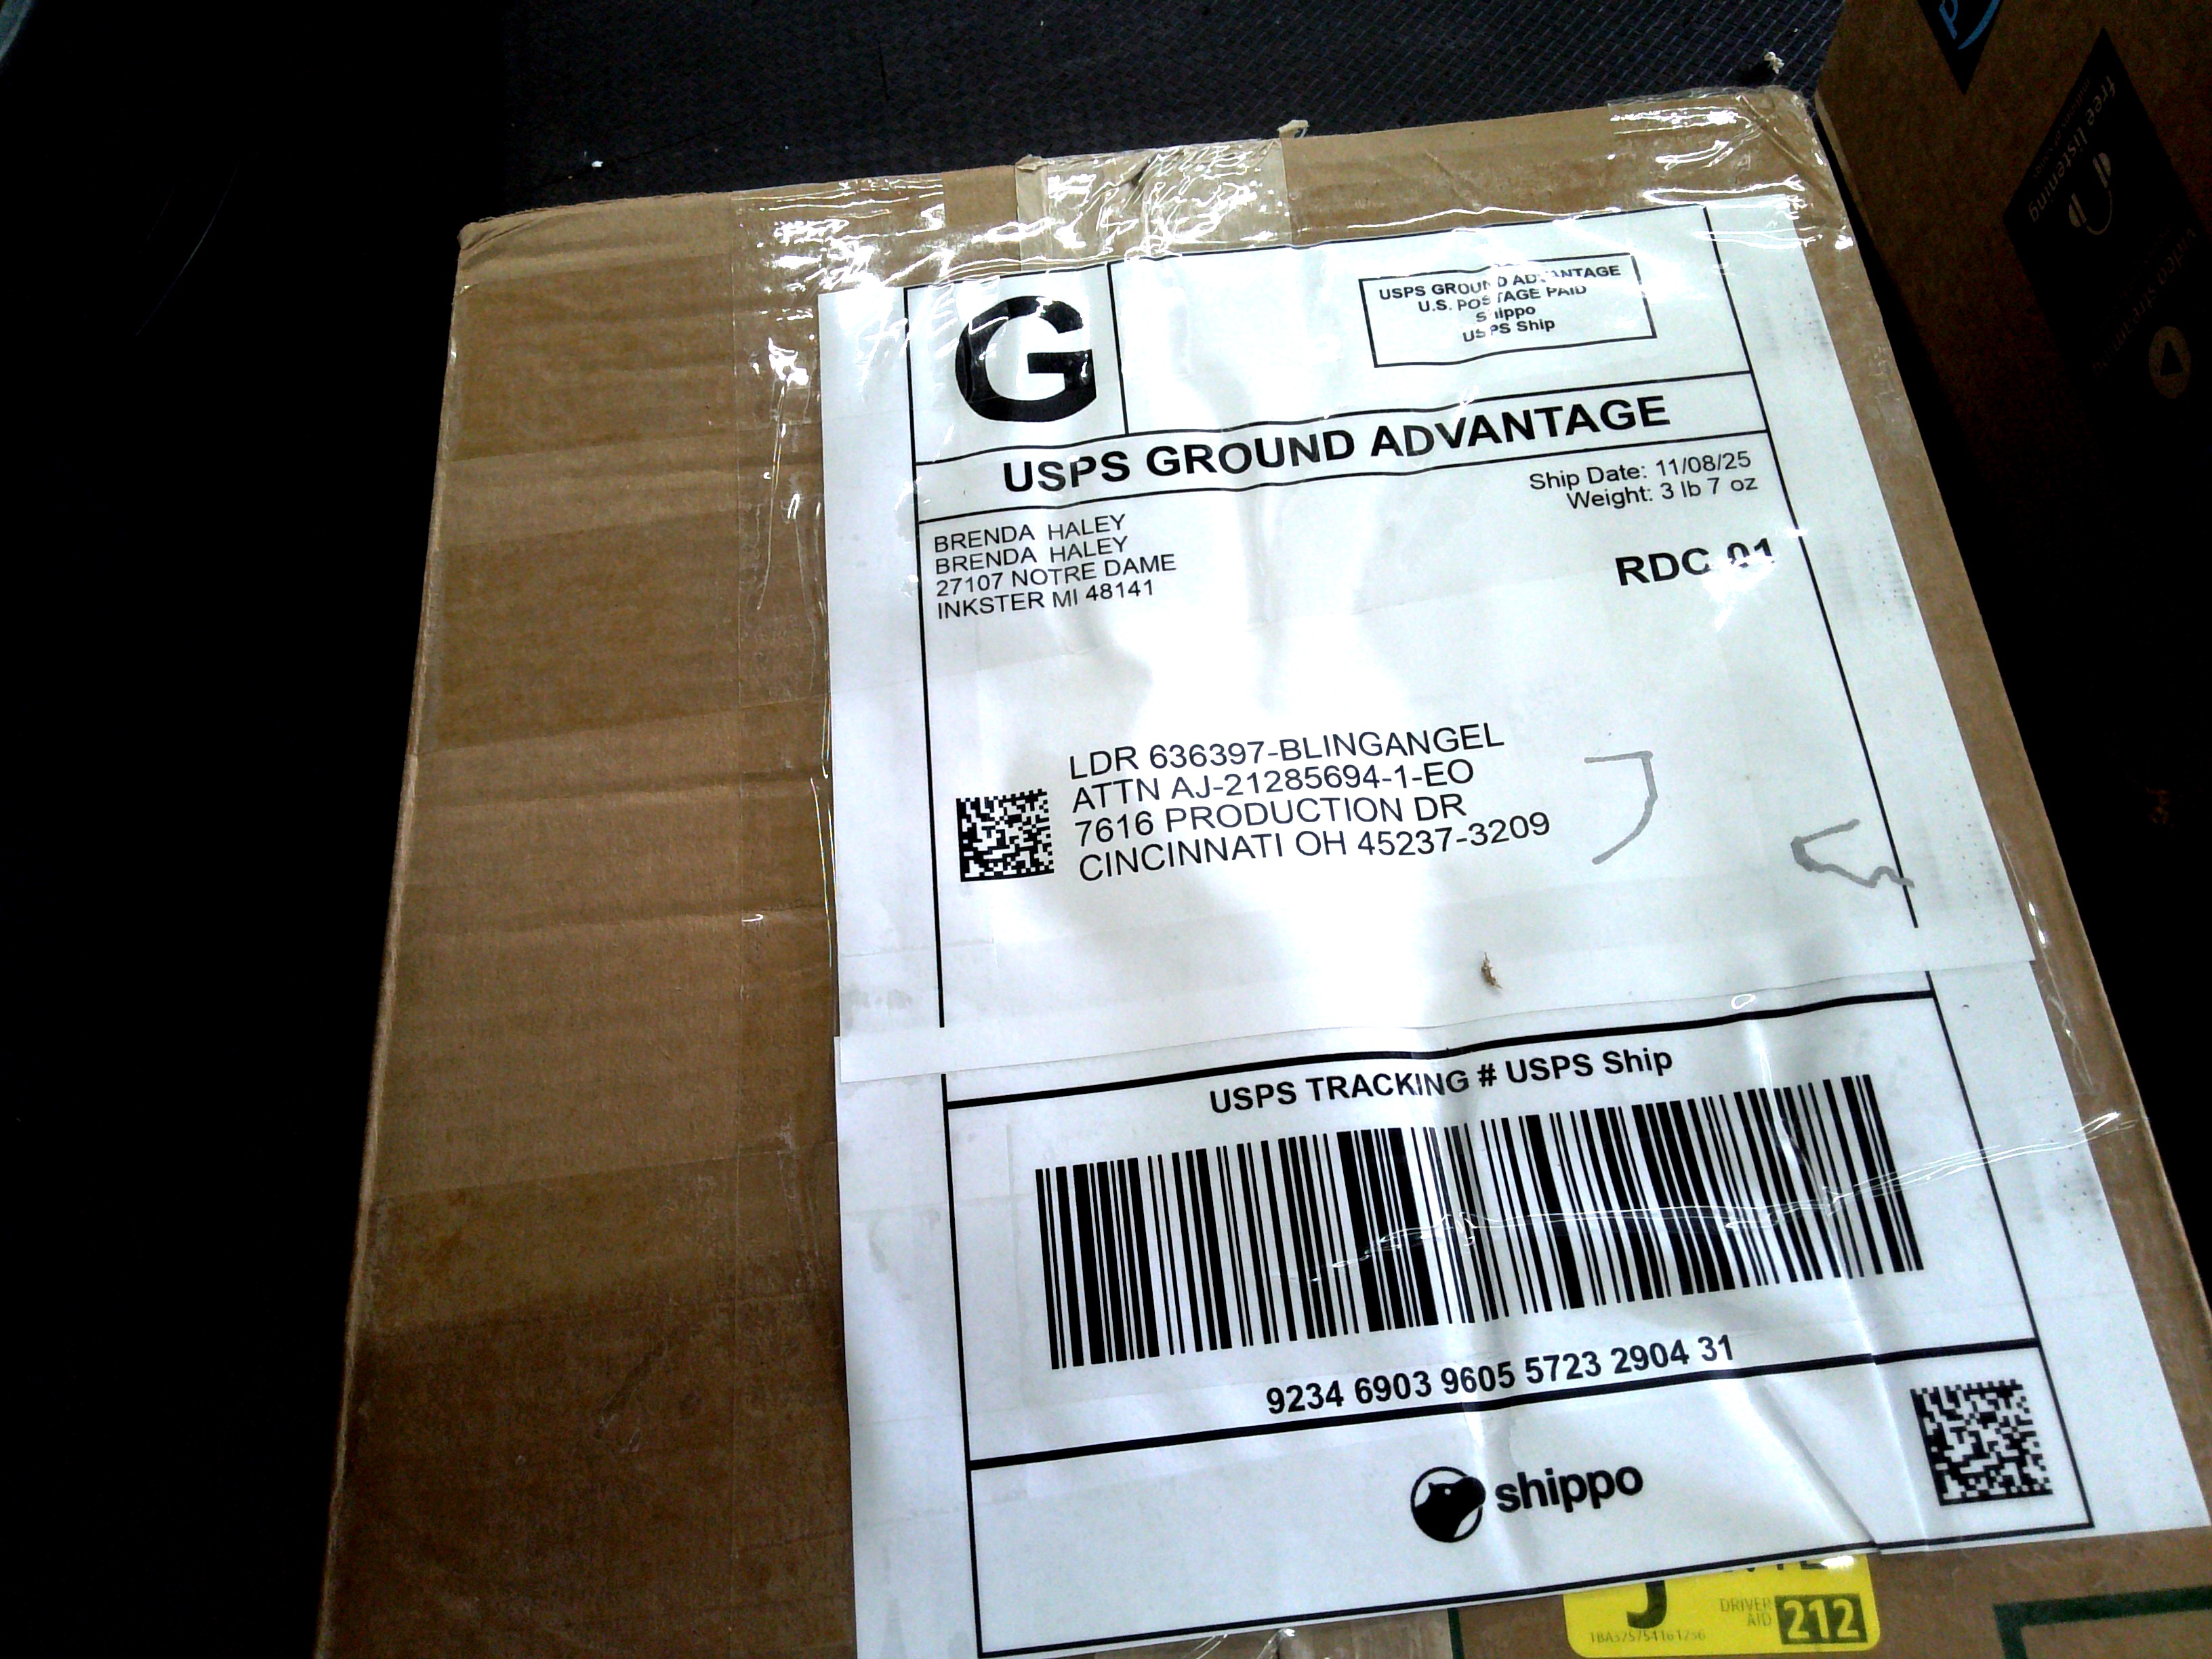 G
USPS GROUND ADVANTAGE
U.S. POSTAGE PAID
Shippo
USPS Ship
USPS GROUND ADVANTAGE
Ship Date: 11/08/25
Weight: 3 lb 7 oz
BRENDA HALEY
BRENDA HALEY
27107 NOTRE DAME
INKSTER MI 48141
RDC 01
LDR 636397-BLINGANGEL
ATTN AJ-21285694-1-EO
7616 PRODUCTION DR
CINCINNATI OH 45237-3209
USPS TRACKING # USPS Ship
9234 6903 9605 5723 2904 31
shippo
J
DRIVER
AID
212
free listening